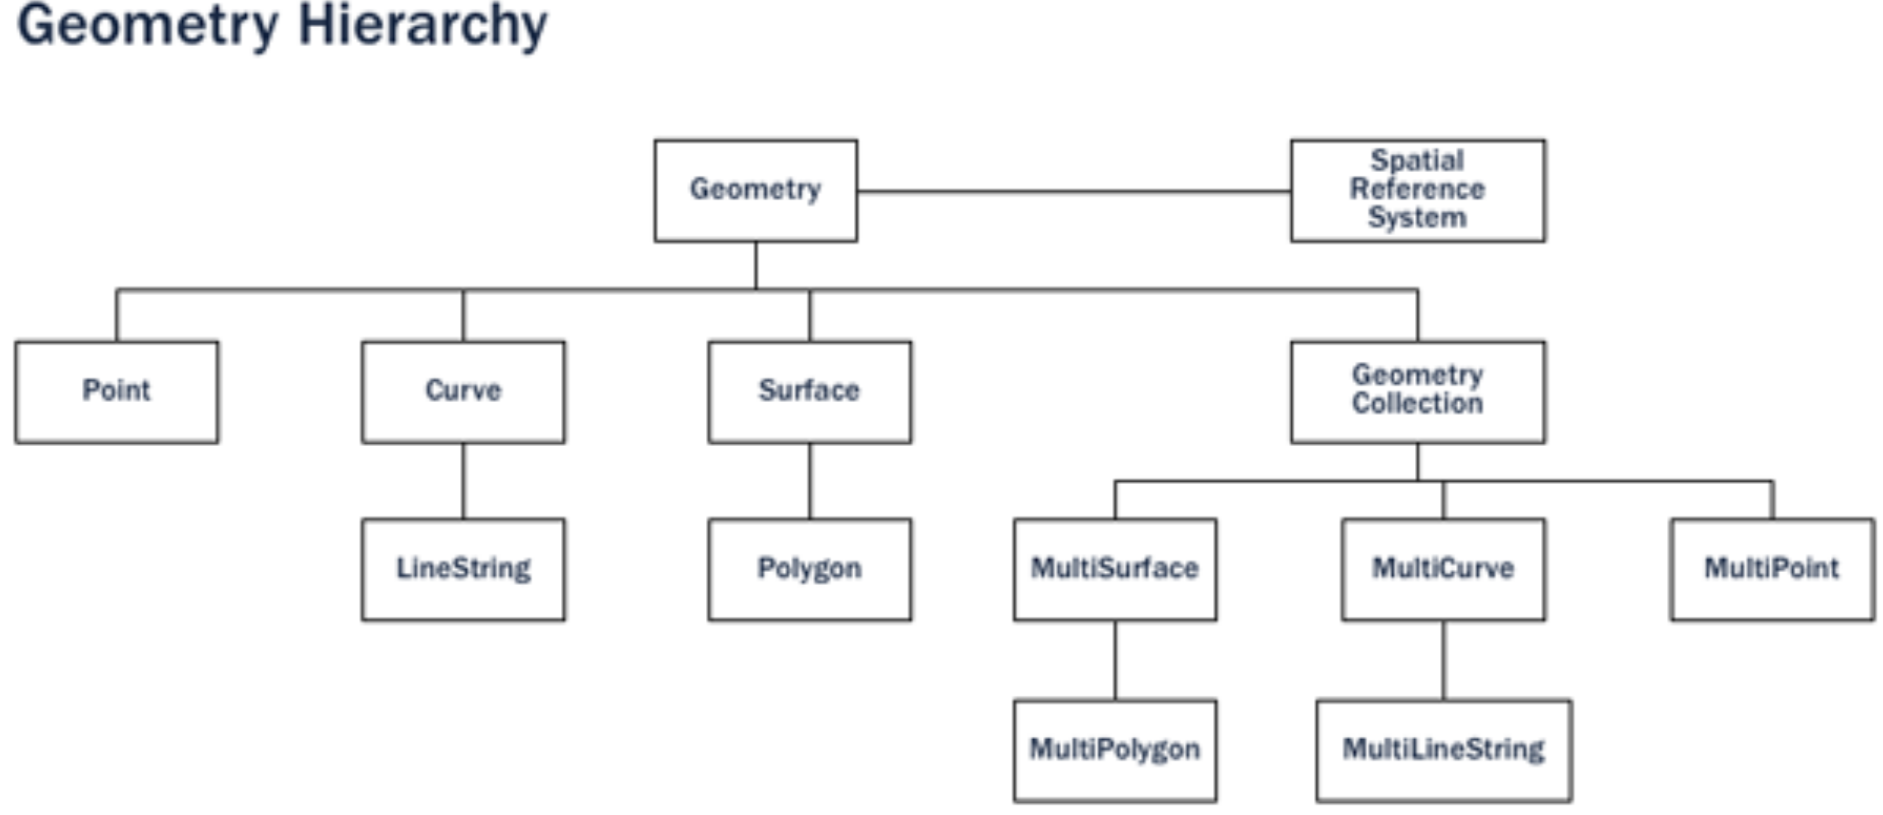 Geometry Hierarchy
Geometry
Spatial
Reference
System
Point
Curve
Surface
Geometry
Collection
LineString
Polygon
MultiSurface
MultiCurve
MultiPoint
MultiPolygon
MultiLineString